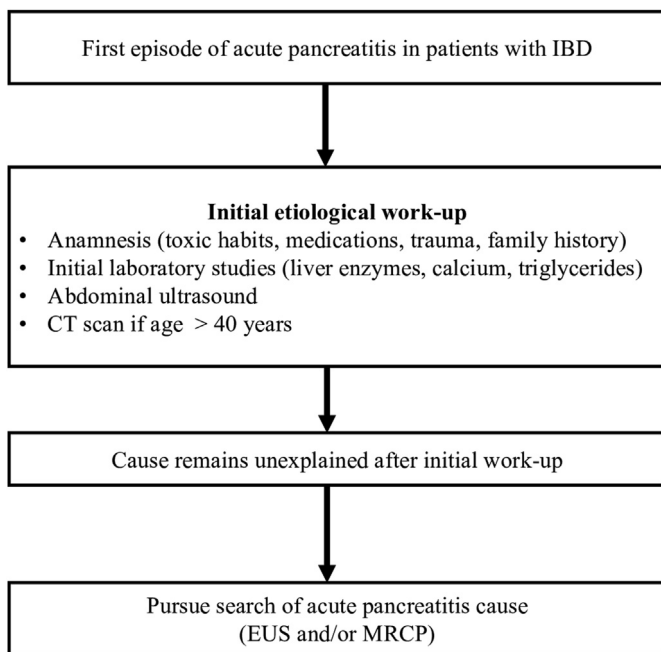 First episode of acute pancreatitis in patients with IBD
Initial etiological work-up
• Anamnesis (toxic habits, medications, trauma, family history)
• Initial laboratory studies (liver enzymes, calcium, triglycerides)
• Abdominal ultrasound
• CT scan if age > 40 years
Cause remains unexplained after initial work-up
Pursue search of acute pancreatitis cause
(EUS and/or MRCP)